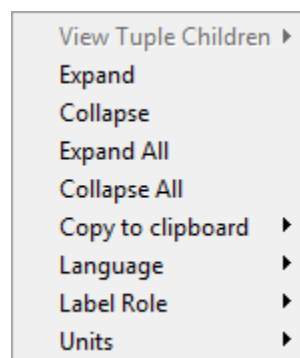 View Tuple Children
Expand
Collapse
Expand All
Collapse All
Copy to clipboard
Language
Label Role
Units